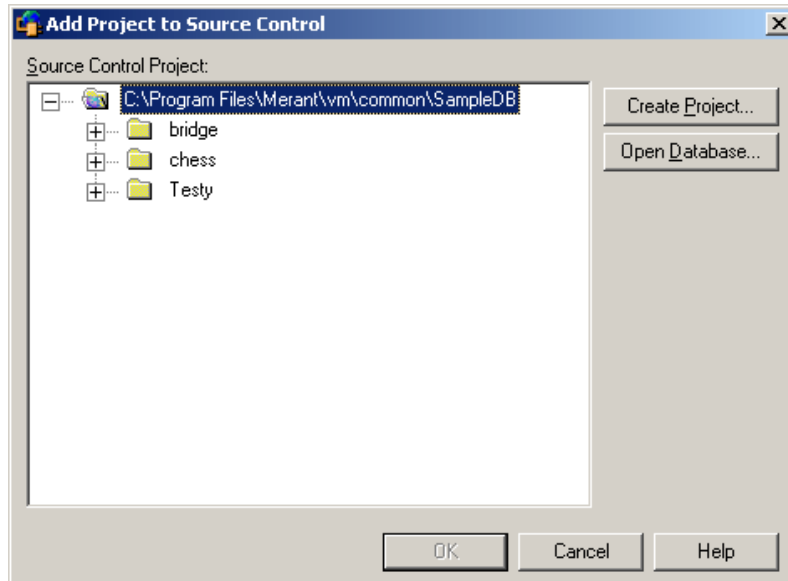 Add Project to Source Control
Source Control Project:
C:\Program Files\Merant\vm\common\SampleDB
bridge
chess
Testy
Create Project...
Open Database...
OK
Cancel
Help